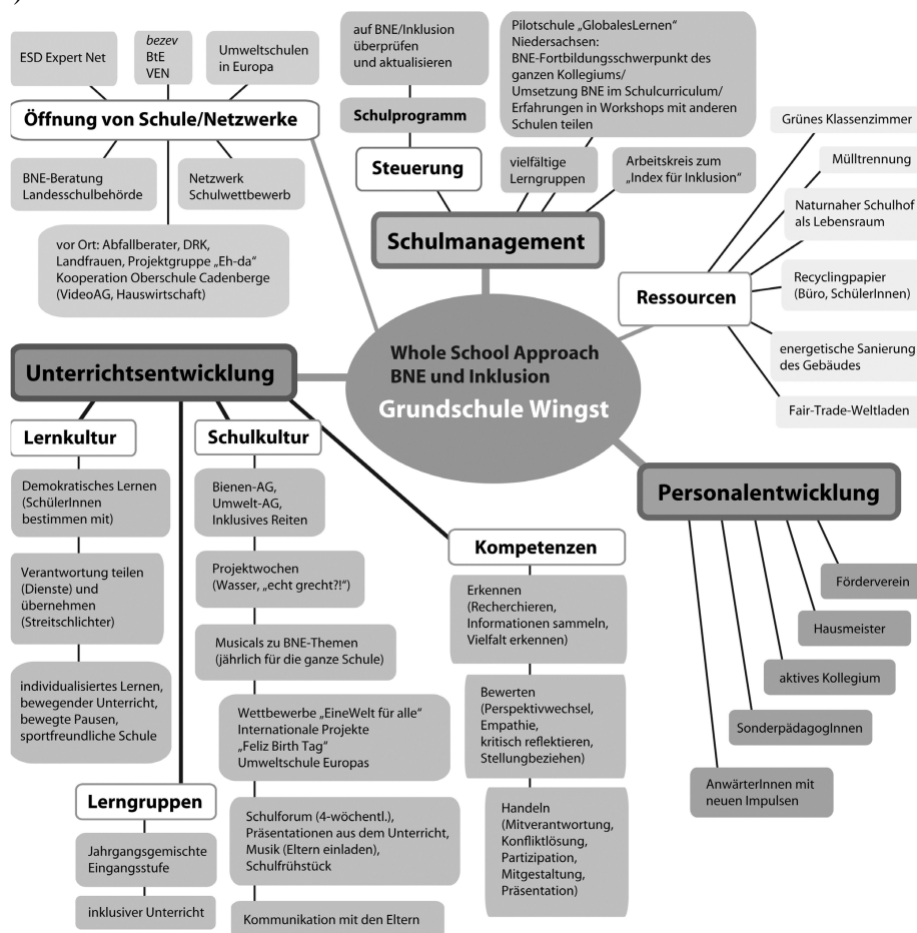 ESD Expert Net
bezev
BtE
VEN
Umweltschulen
in Europa
Öffnung von Schule/Netzwerke
BNE-Beratung
Landesschulbehörde
Netzwerk
Schulwettbewerb
vor Ort: Abfallberater, DRK,
Landfrauen, Projektgruppe „Eh-da“
Kooperation Oberschule Cadenberge
(VideoAG, Hauswirtschaft)
auf BNE/Inklusion
überprüfen
und aktualisieren
Schulprogramm
Steuerung
Pilotschule „GlobalesLernen“
Niedersachsen:
BNE-Fortbildungsschwerpunkt des
ganzen Kollegiums/
Umsetzung BNE im Schulcurriculum/
Erfahrungen in Workshops mit anderen
Schulen teilen
vielfältige
Lerngruppen
Arbeitskreis zum
„Index für Inklusion“
Schulmanagement
Grünes Klassenzimmer
Mülltrennung
Naturnaher Schulhof
als Lebensraum
Ressourcen
Recyclingpapier
(Büro, SchülerInnen)
energetische Sanierung
des Gebäudes
Fair-Trade-Weltladen
Whole School Approach
BNE und Inklusion
Grundschule Wingst
Unterrichtsentwicklung
Lernkultur
Demokratisches Lernen
(SchülerInnen
bestimmen mit)
Verantwortung teilen
(Dienste) und
übernehmen
(Streitschlichter)
individualisiertes Lernen,
bewegender Unterricht,
bewegte Pausen,
sportfreundliche Schule
Lerngruppen
Jahrgangsgemischte
Eingangsstufe
inklusiver Unterricht
Schulkultur
Bienen-AG,
Umwelt-AG,
Inklusives Reiten
Projektwochen
(Wasser, „echt grecht?!“)
Musicals zu BNE-Themen
(jährlich für die ganze Schule)
Wettbewerbe „EineWelt für alle“
Internationale Projekte
„Feliz Birth Tag“
Umweltschule Europas
Schulforum (4-wöchentl.),
Präsentationen aus dem Unterricht,
Musik (Eltern einladen),
Schulfrühstück
Kommunikation mit den Eltern
Kompetenzen
Erkennen
(Recherchieren,
Informationen sammeln,
Vielfalt erkennen)
Bewerten
(Perspektivwechsel,
Empathie,
kritisch reflektieren,
Stellungbeziehen)
Handeln
(Mitverantwortung,
Konfliktlösung,
Partizipation,
Mitgestaltung,
Präsentation)
Personalentwicklung
Förderverein
Hausmeister
aktives Kollegium
SonderpädagogInnen
AnwärterInnen mit
neuen Impulsen